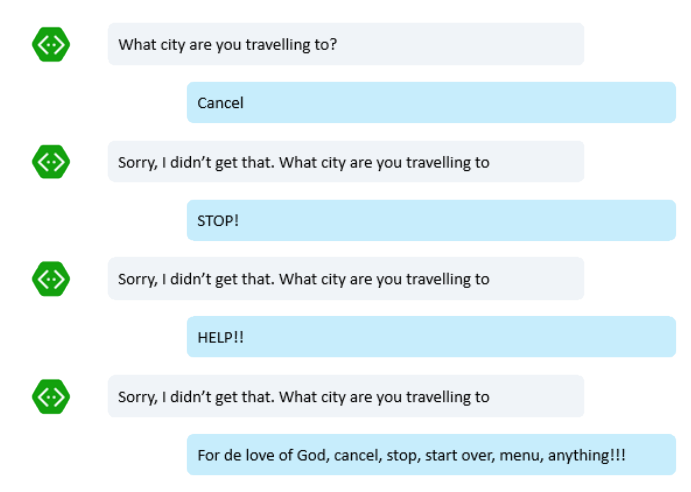 What city are you travelling to?
Cancel
Sorry, I didn’t get that. What city are you travelling to
STOP!
Sorry, I didn’t get that. What city are you travelling to
HELP!!
Sorry, I didn’t get that. What city are you travelling to
For de love of God, cancel, stop, start over, menu, anything!!!